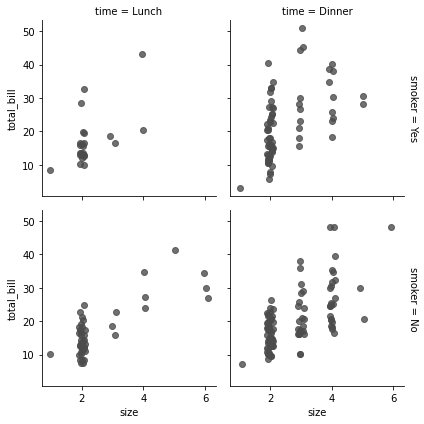 time = Lunch
time = Dinner
50
40
30
20
10
total_bill
smoker = Yes
50
40
30
20
10
total_bill
smoker = No
2
4
6
2
4
6
size
size